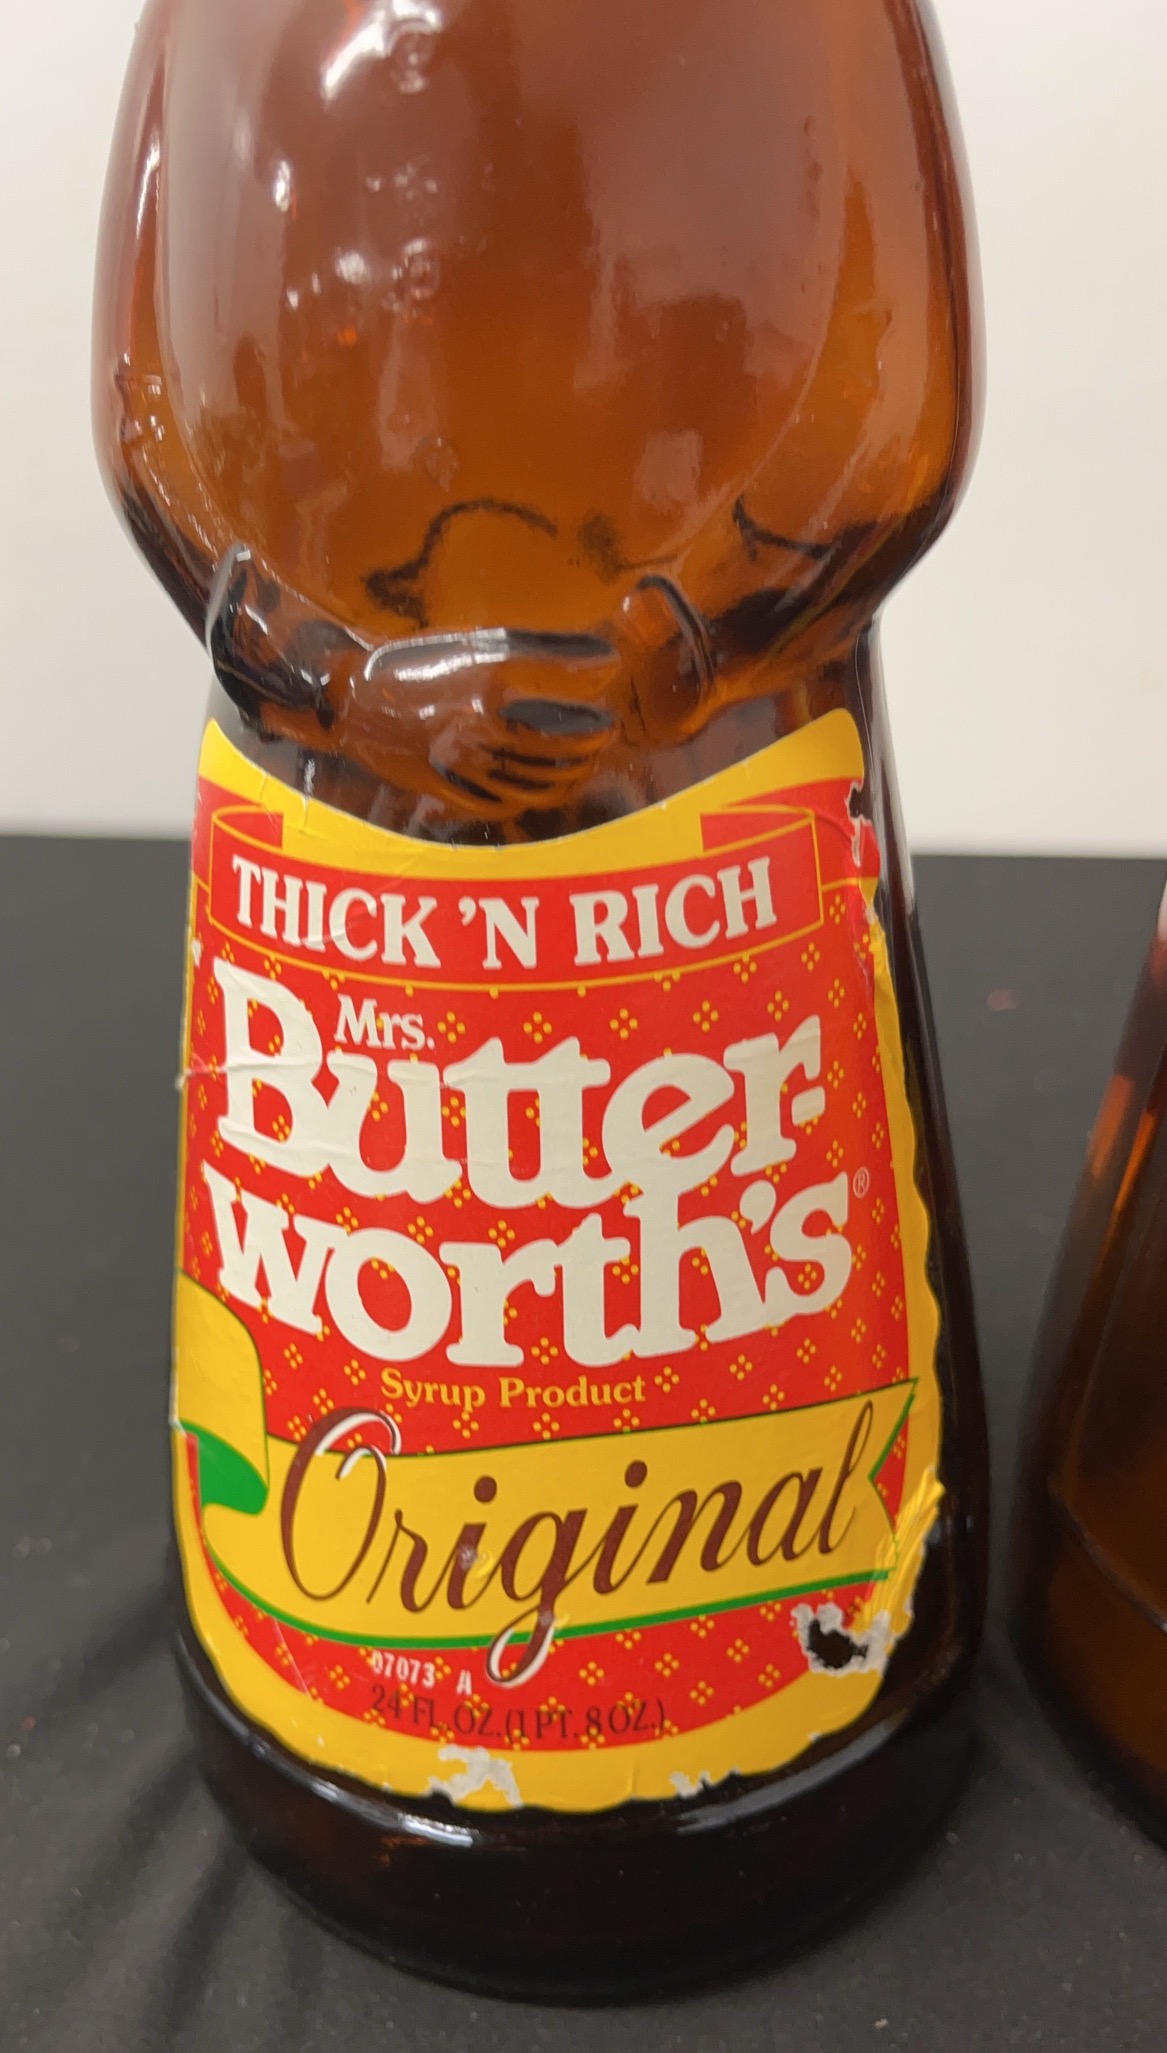 THICK 'N RICH
Mrs.
Butter-
worth's®
Syrup Product
Original
07073 A
24 FL. OZ. (1 PT. 8 OZ.)